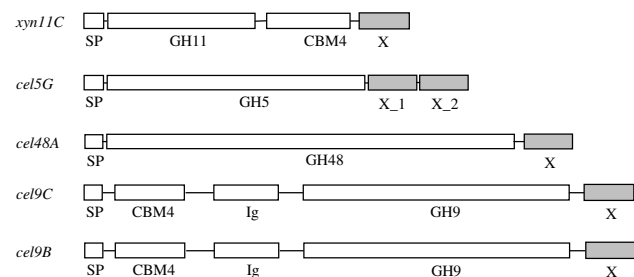 xyn11C
SP GH11 CBM4 X
cel5G
SP GH5 X_1 X_2
cel48A
SP GH48 X
cel9C
SP CBM4 Ig GH9 X
cel9B
SP CBM4 Ig GH9 X